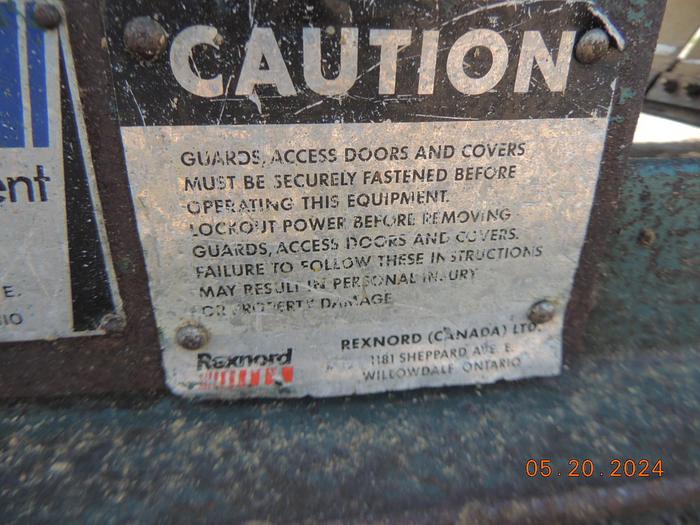 CAUTION
GUARDS, ACCESS DOORS AND COVERS
MUST BE SECURELY FASTENED BEFORE
OPERATING THIS EQUIPMENT.
LOCKOUT POWER BEFORE REMOVING
GUARDS, ACCESS DOORS AND COVERS.
FAILURE TO FOLLOW THESE INSTRUCTIONS
MAY RESULT IN PERSONAL INJURY
OR PROPERTY DAMAGE
Rexnord
REXNORD (CANADA) LTD.
1181 SHEPPARD AVE. E.
WILLOWDALE ONTARIO
ent
E.
IO
05.20.2024